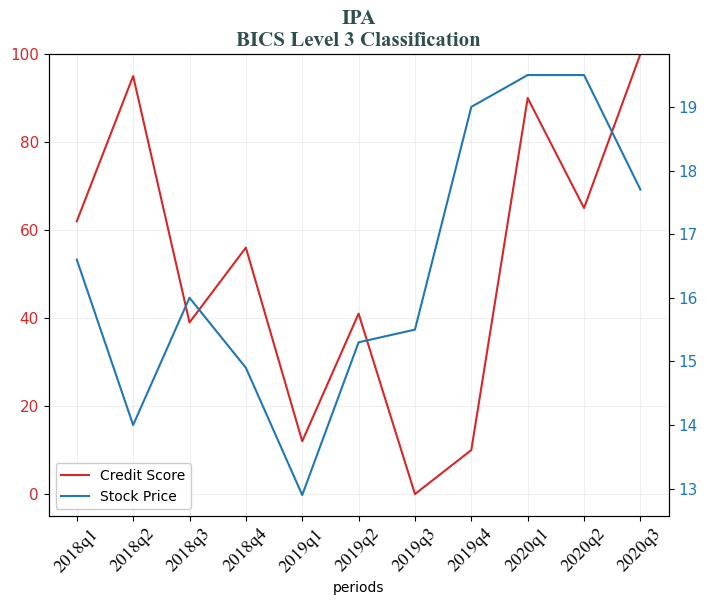 IPA
BICS Level 3 Classification
100
80
60
40
20
0
19
18
17
16
15
14
13
Credit Score
Stock Price
2018q1
2018q2
2018q3
2018q4
2019q1
2019q2
2019q3
2019q4
2020q1
2020q2
2020q3
periods